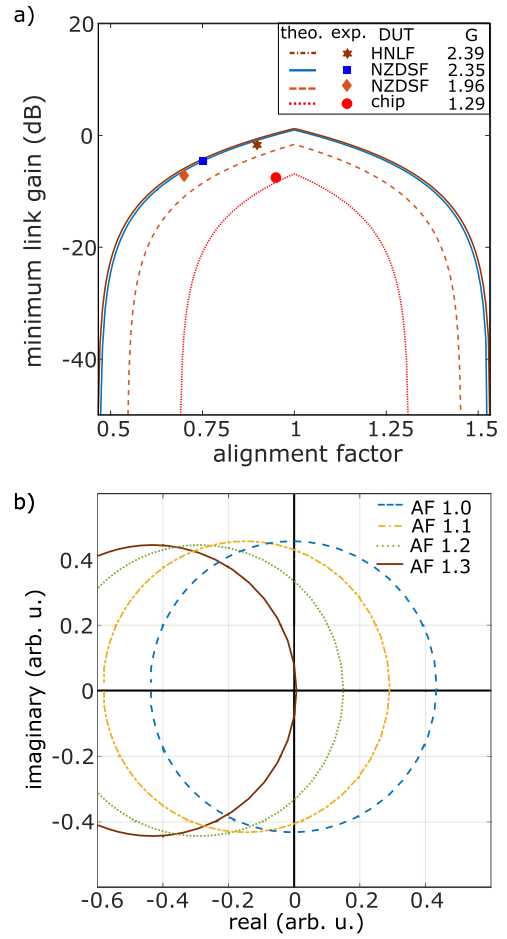 a)
minimum link gain (dB)
20
0
-20
-40
theo. exp. DUT G
HNLF 2.39
NZDSF 2.35
NZDSF 1.96
chip 1.29
0.5 0.75 1 1.25 1.5
alignment factor
b)
imaginary (arb. u.)
0.4
0.2
0
-0.2
-0.4
AF 1.0
AF 1.1
AF 1.2
AF 1.3
-0.6 -0.4 -0.2 0 0.2 0.4
real (arb. u.)